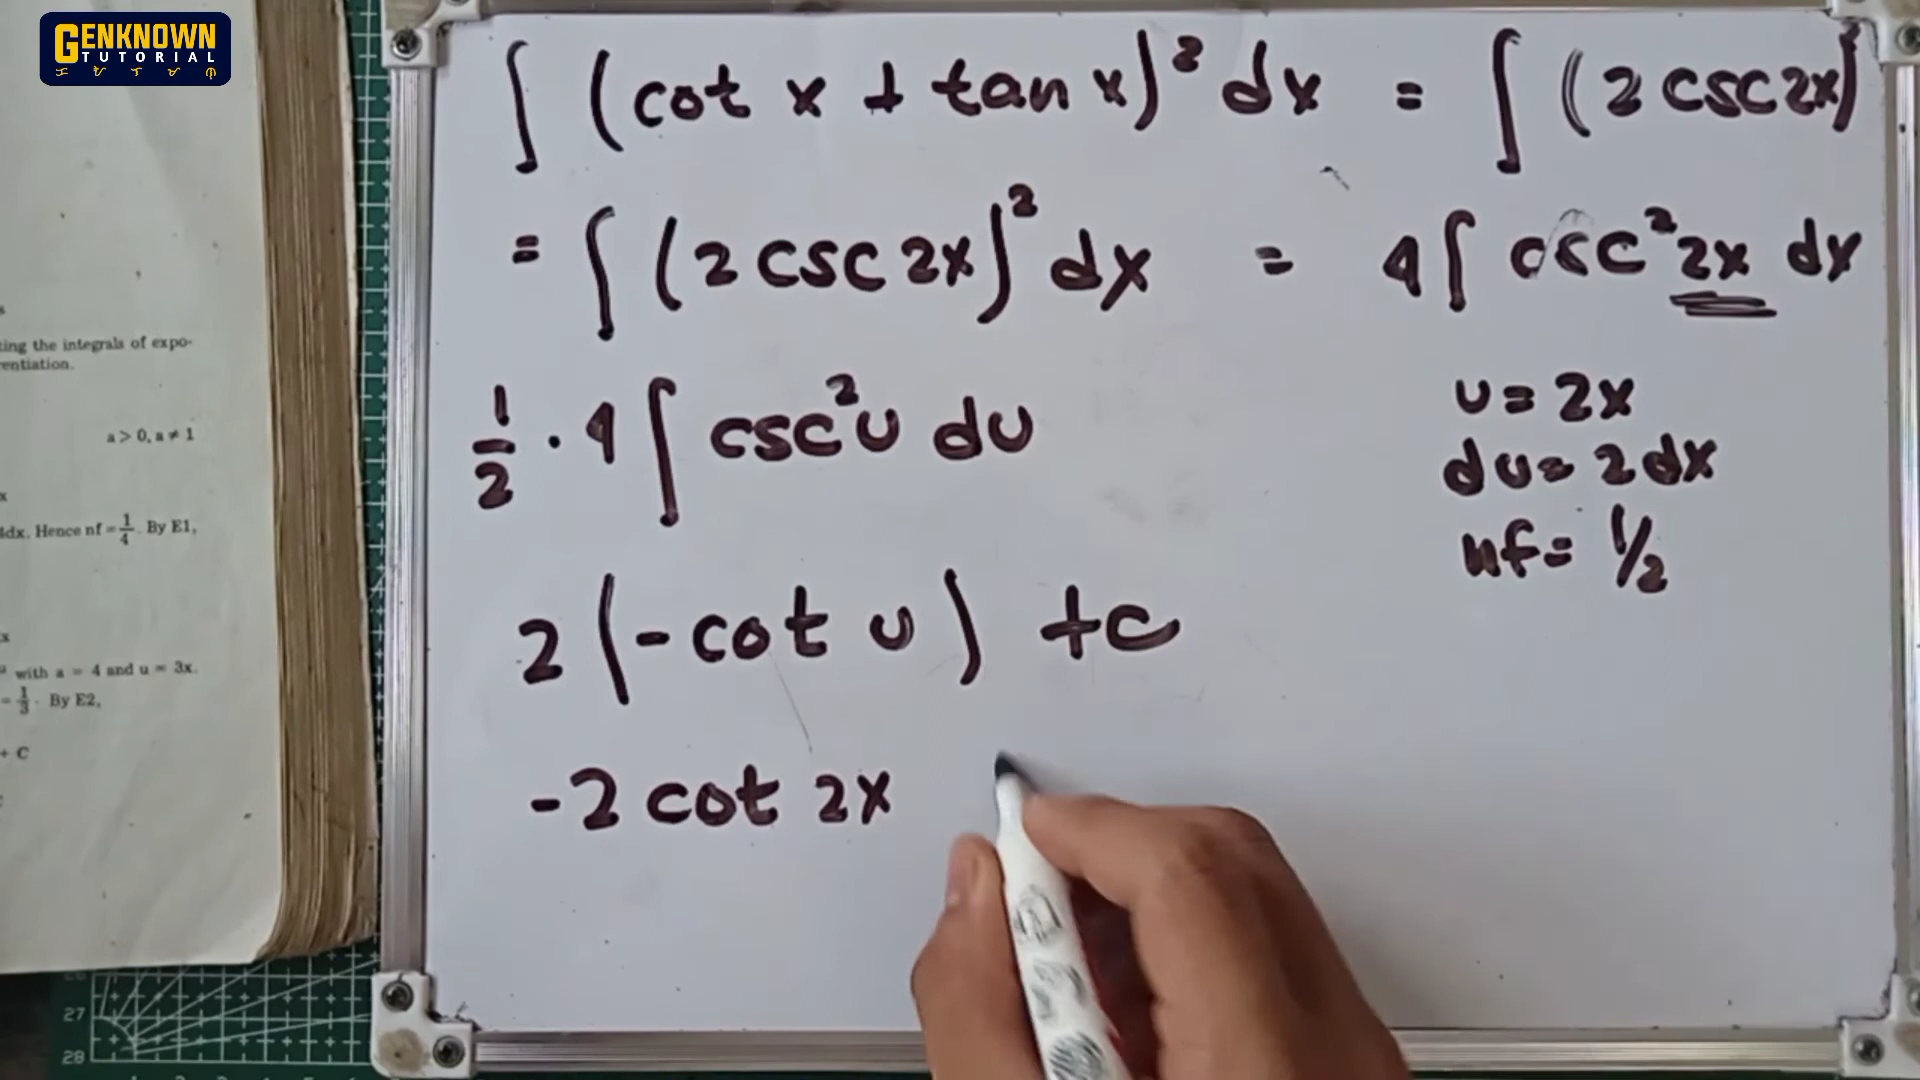 GENKNOWN
TUTORIAL
ting the integrals of expo-
rentiation.
a > 0, a ≠ 1
x
4dx. Hence nf = 1/4. By E1,
x
u with a = 4 and u = 3x.
= 1/3. By E2,
+ C
27
28
∫ (cot x + tan x)² dx = ∫ (2 csc 2x)
= ∫ (2 csc 2x)² dx = 4 ∫ csc² 2x dx
u = 2x
1/2 · 4 ∫ csc² u du
du = 2 dx
nf = 1/2
2 (- cot u) + c
-2 cot 2x